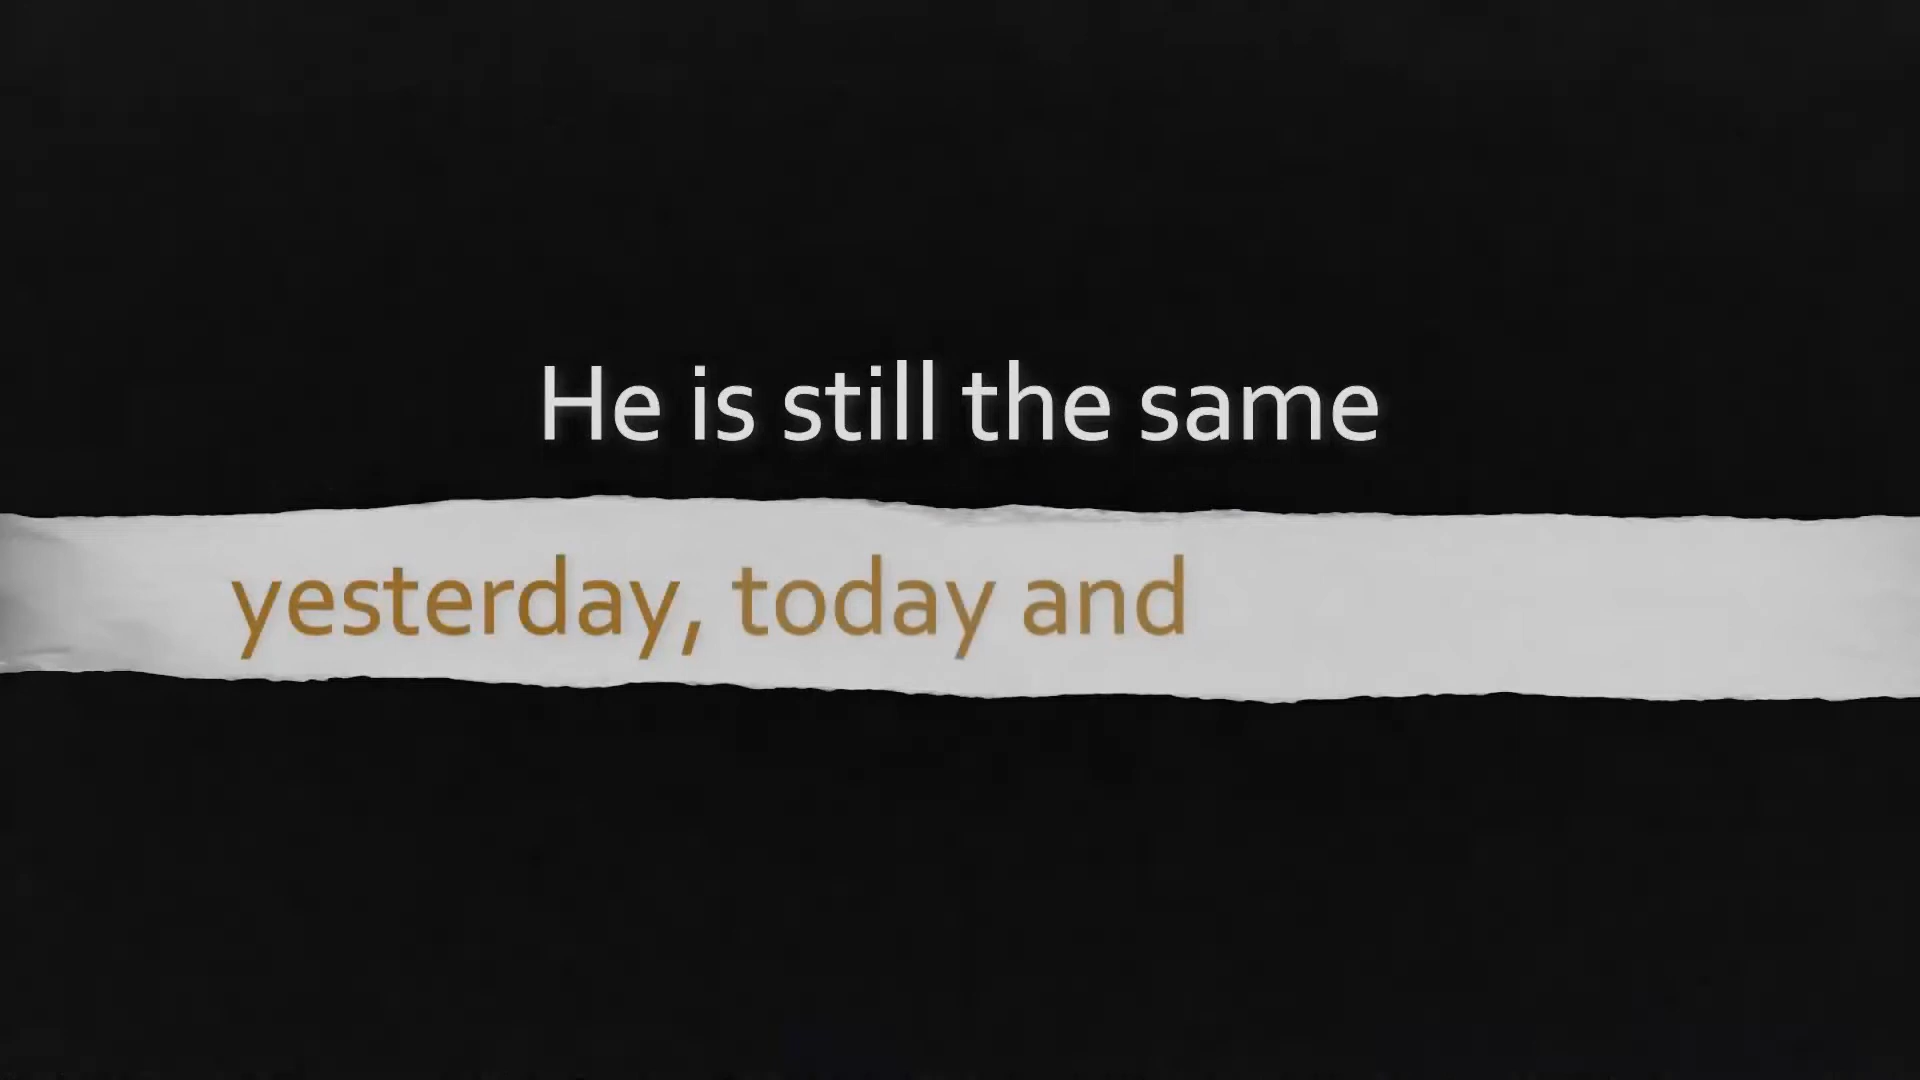 He is still the same
yesterday, today and